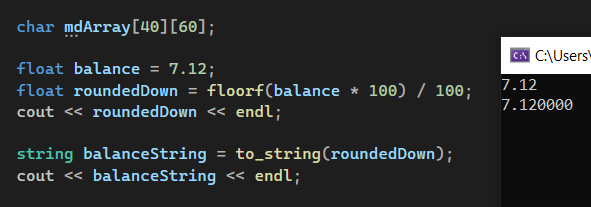 char mdArray[40][60];
float balance = 7.12;
float roundedDown = floorf(balance * 100) / 100;
cout << roundedDown << endl;
string balanceString = to_string(roundedDown);
cout << balanceString << endl;
C:\Users\
7.12
7.120000